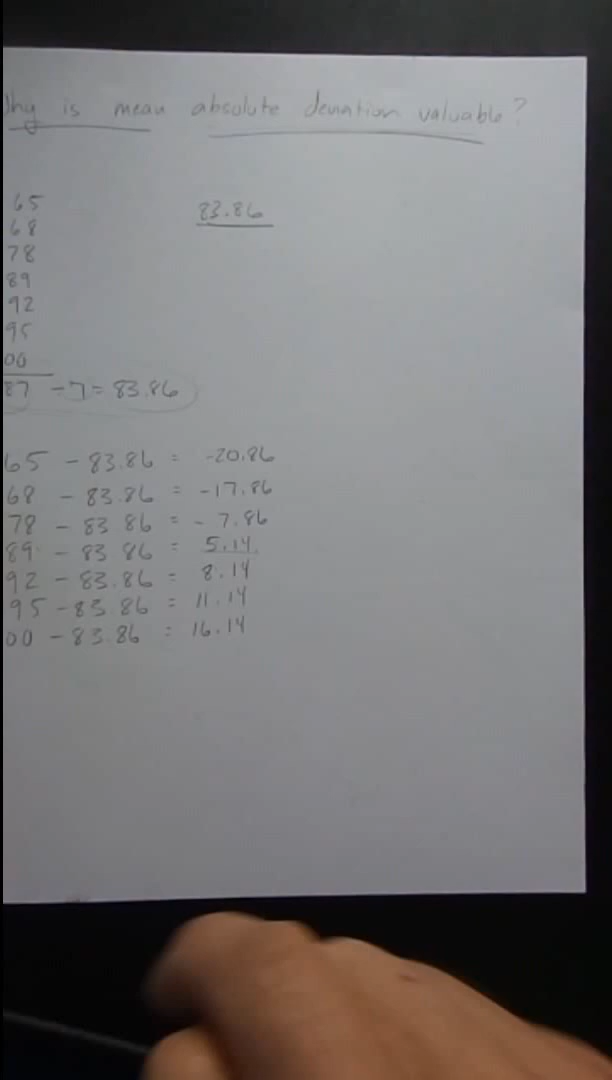 is mean absolute deviation valuable?
65
68
83.86
78
89
92
95
00
87 ÷ 7 = 83.86
65 - 83.86 = -20.86
68 - 83.86 = -17.86
78 - 83.86 = - 7.86
89 - 83.86 = 5.14
92 - 83.86 = 8.14
95 - 83.86 = 11.14
00 - 83.86 = 16.14